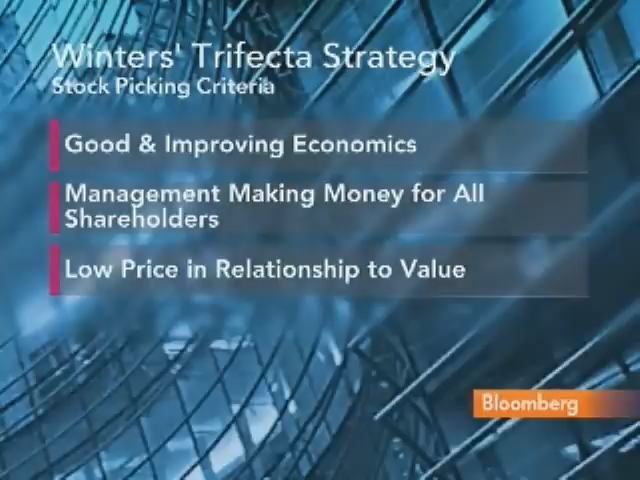 Winters' Trifecta Strategy
Stock Picking Criteria
Good & Improving Economics
Management Making Money for All
Shareholders
Low Price in Relationship to Value
Bloomberg